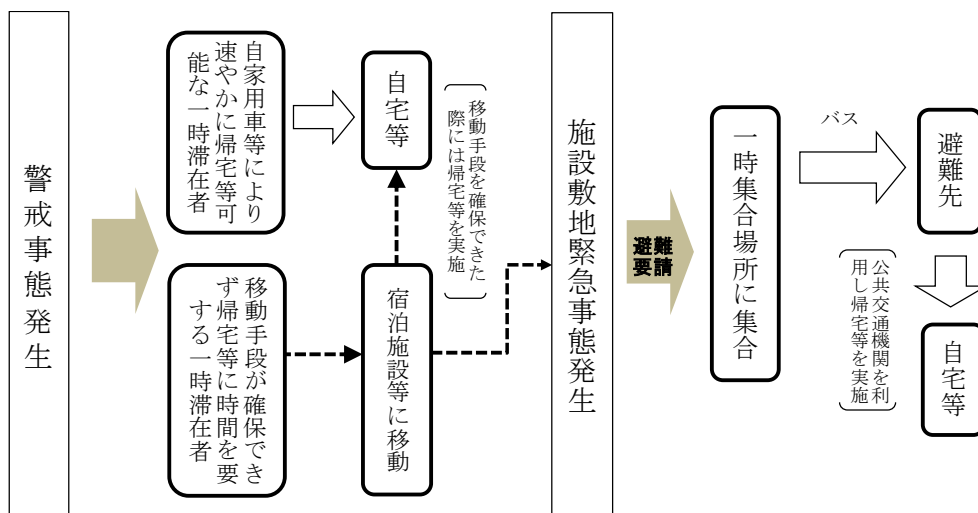 警戒事態発生
自家用車等により
速やかに帰宅等可
能な一時滞在者
自宅等
移動手段を確保できた
際には帰宅等を実施
移動手段が確保でき
ず帰宅等に時間を要
する一時滞在者
宿泊施設等に移動
施設敷地緊急事態発生
避難
要請
一時集合場所に集合
バス
避難先
公共交通機関を利
用し帰宅等を実施
自宅等